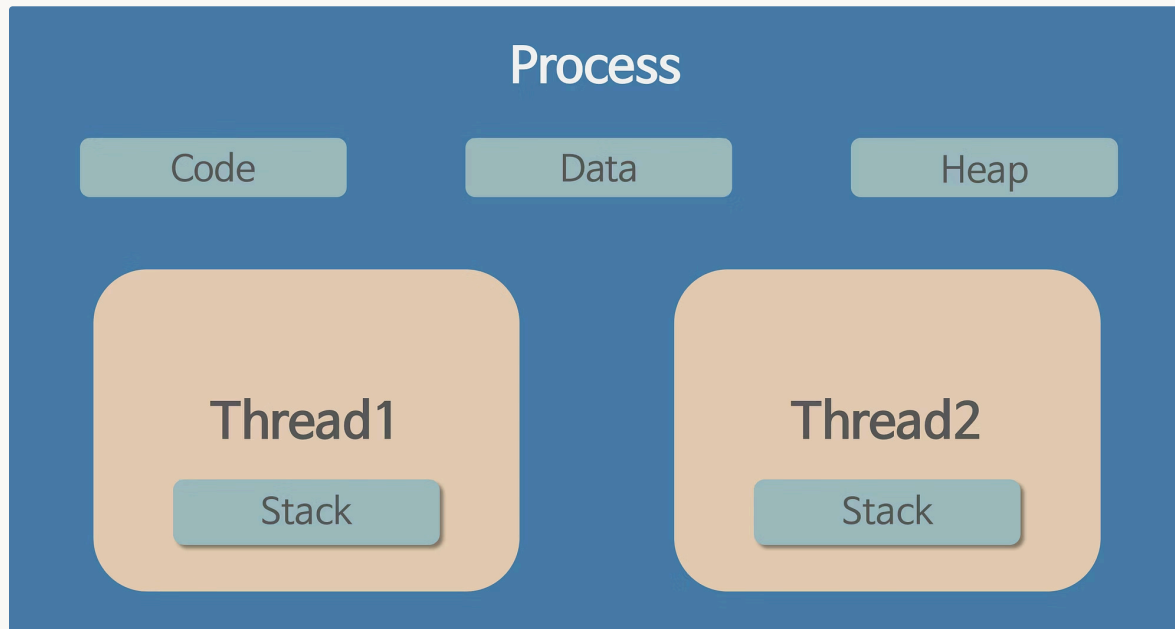 Process
Code
Data
Heap
Thread1
Thread2
Stack
Stack